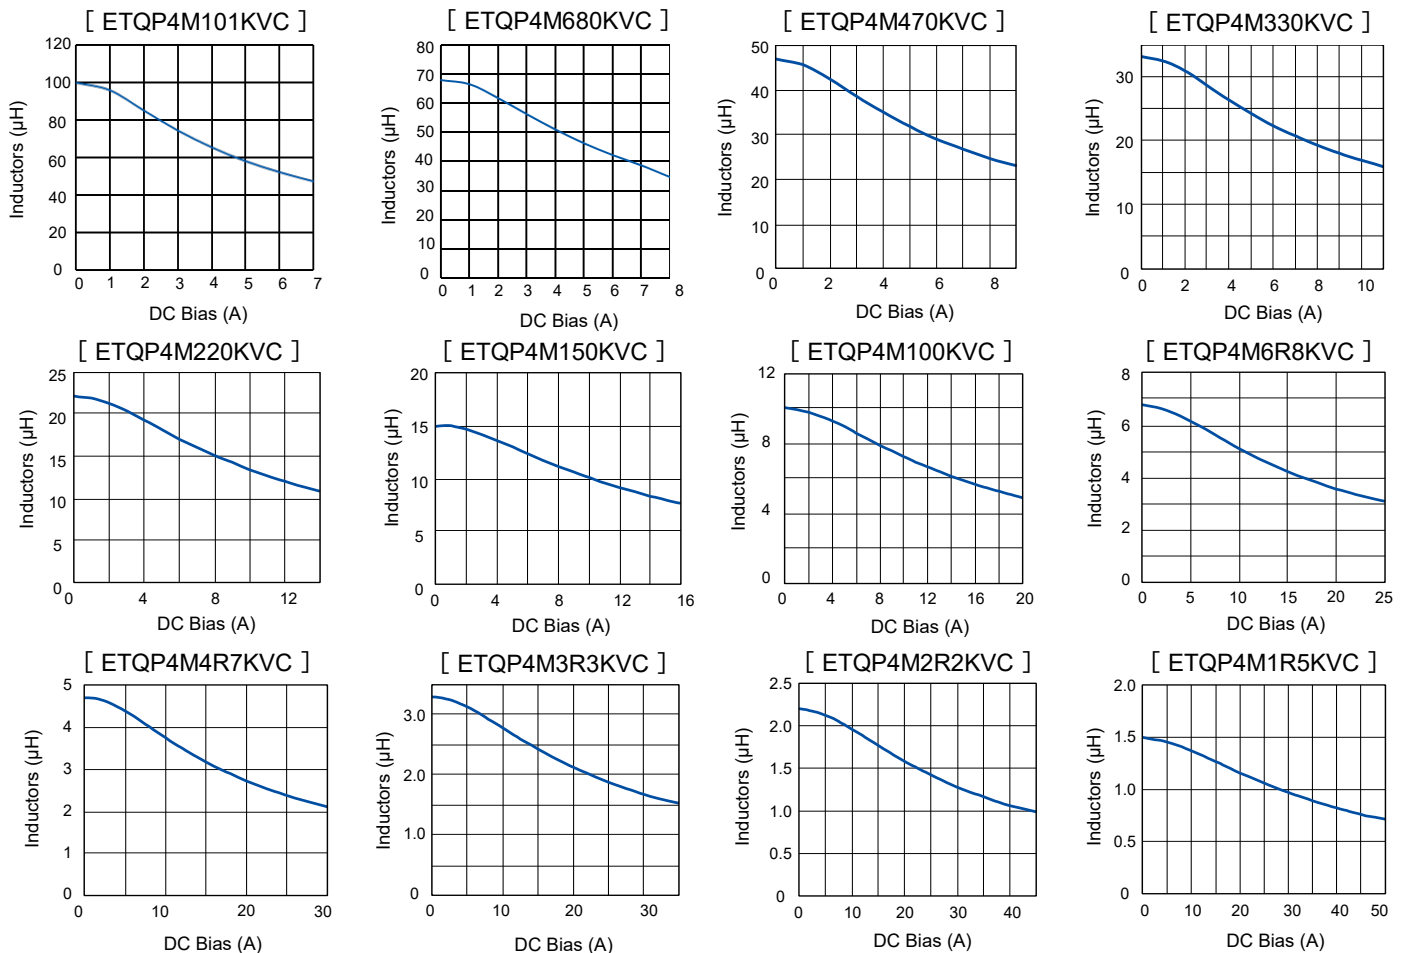 [ ETQP4M101KVC ]
Inductors (µH)
120
100
80
60
40
20
0
0 1 2 3 4 5 6 7
DC Bias (A)
[ ETQP4M680KVC ]
Inductors (µH)
80
70
60
50
40
30
20
10
0
0 1 2 3 4 5 6 7 8
DC Bias (A)
[ ETQP4M470KVC ]
Inductors (µH)
50
40
30
20
10
0
0 2 4 6 8
DC Bias (A)
[ ETQP4M330KVC ]
Inductors (µH)
30
20
10
0
0 2 4 6 8 10
DC Bias (A)
[ ETQP4M220KVC ]
Inductors (µH)
25
20
15
10
5
0
0 4 8 12
DC Bias (A)
[ ETQP4M150KVC ]
Inductors (µH)
20
15
10
5
0
0 4 8 12 16
DC Bias (A)
[ ETQP4M100KVC ]
Inductors (µH)
12
8
4
0
0 4 8 12 16 20
DC Bias (A)
[ ETQP4M6R8KVC ]
Inductors (µH)
8
6
4
2
0
0 5 10 15 20 25
DC Bias (A)
[ ETQP4M4R7KVC ]
Inductors (µH)
5
4
3
2
1
0
0 10 20 30
DC Bias (A)
[ ETQP4M3R3KVC ]
Inductors (µH)
3.0
2.0
1.0
0
0 10 20 30
DC Bias (A)
[ ETQP4M2R2KVC ]
Inductors (µH)
2.5
2.0
1.5
1.0
0.5
0
0 10 20 30 40
DC Bias (A)
[ ETQP4M1R5KVC ]
Inductors (µH)
2.0
1.5
1.0
0.5
0
0 10 20 30 40 50
DC Bias (A)